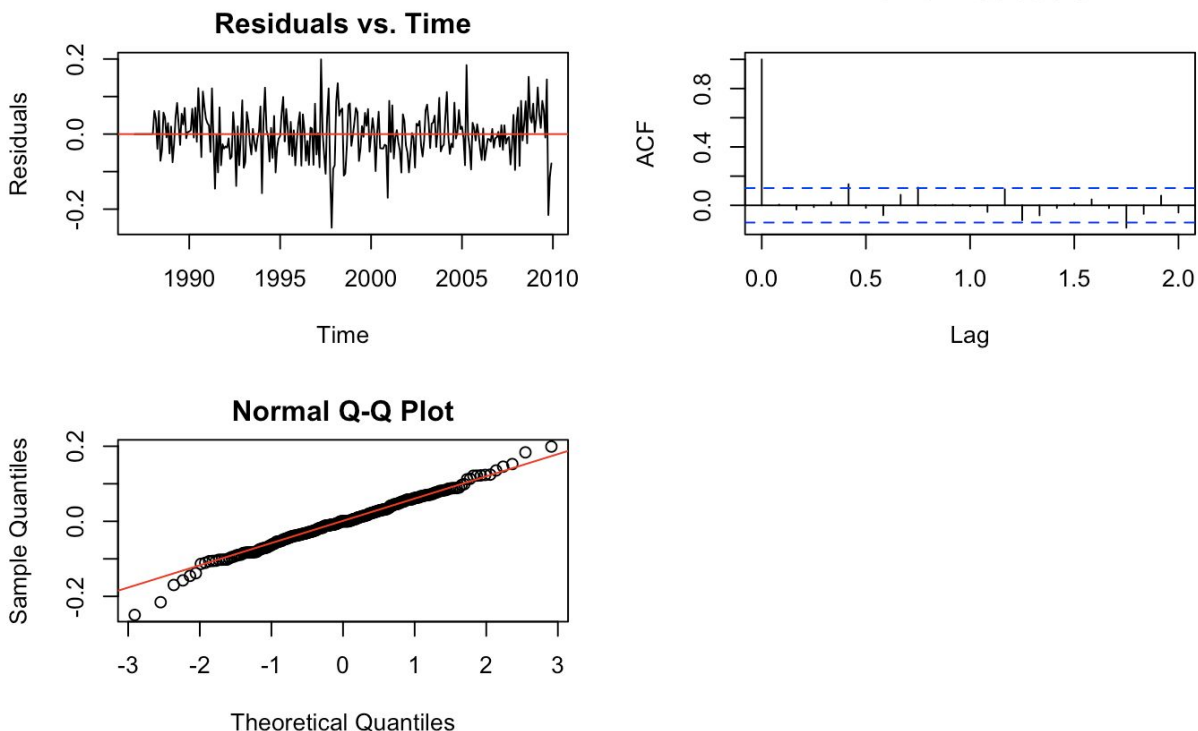 Residuals vs. Time
Residuals
0.2
0.0
-0.2
1990 1995 2000 2005 2010
Time
ACF
0.8
0.4
0.0
0.0 0.5 1.0 1.5 2.0
Lag
Normal Q-Q Plot
Sample Quantiles
0.2
0.0
-0.2
-3 -2 -1 0 1 2 3
Theoretical Quantiles